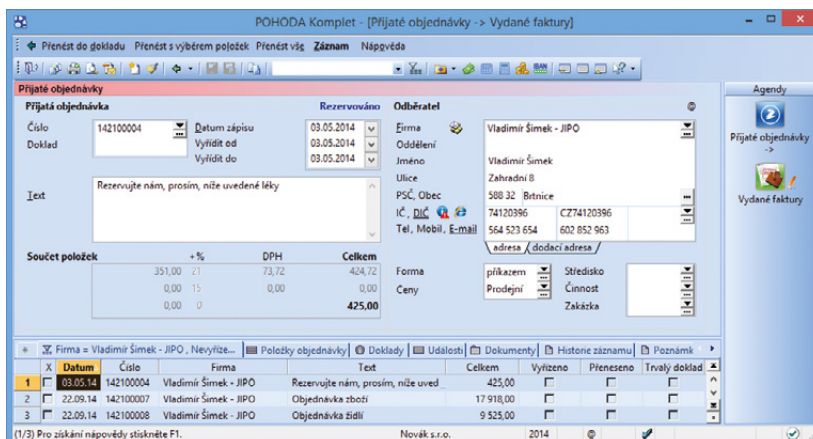 POHODA Komplet - [Přijaté objednávky -> Vydané faktury]
Přenést do dokladu Přenést s výběrem položek Přenést vše Záznam Nápověda
Přijaté objednávky
Agendy
Přijatá objednávka Rezervováno Odběratel
Přijaté objednávky ->
Vydané faktury
Číslo 142100004 Datum zápisu 03.05.2014 Firma Vladimír Šimek - JIPO
Doklad Vyřídit od 03.05.2014 Oddělení
Vyřídit do 03.05.2014 Jméno Vladimír Šimek
Ulice Zahradní 8
Text Rezervujte nám, prosím, níže uvedené léky PSČ, Obec 588 32 Brtnice
IČ, DIČ 74120396 CZ74120396
Tel, Mobil, E-mail 564 523 654 602 852 963
adresa dodací adresa
Součet položek +% DPH Celkem
351,00 21 73,72 424,72 Forma příkazem Středisko
0,00 15 0,00 0,00 Ceny Prodejní Činnost
0,00 0 425,00 Zakázka
Firma = Vladimír Šimek - JIPO , Nevyříze... Položky objednávky Doklady Události Dokumenty Historie záznamu Poznámk
X Datum Číslo Firma Text Celkem Vyřízeno Přeneseno Trvalý doklad
1 03.05.14 142100004 Vladimír Šimek - JIPO Rezervujte nám, prosím, níže uved 425,00
2 22.09.14 142100007 Vladimír Šimek - JIPO Objednávka zboží 17 918,00
3 22.09.14 142100008 Vladimír Šimek - JIPO Objednávka židlí 9 525,00
(1/3) Pro získání nápovědy stiskněte F1. Novák s.r.o. 2014 @